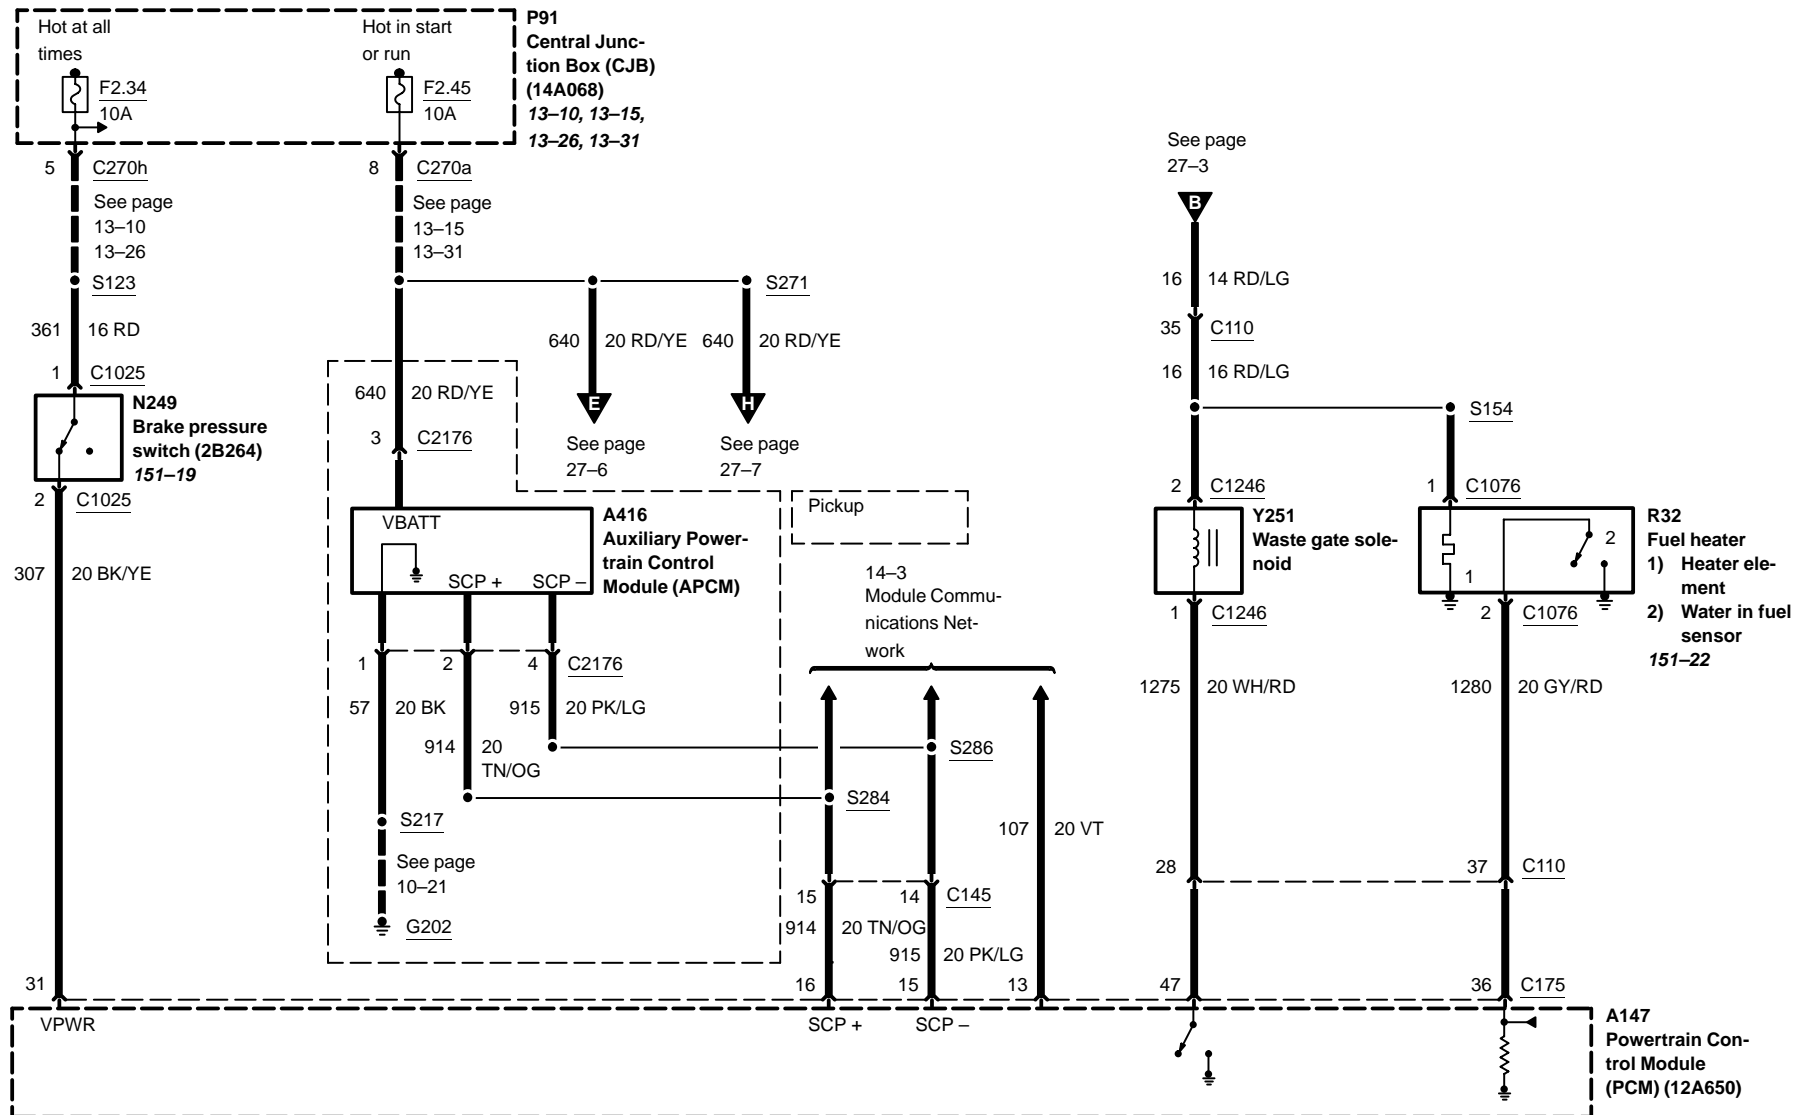 Hot at all
times
F2.34
10A
Hot in start
or run
F2.45
10A
P91
Central Junc-
tion Box (CJB)
(14A068)
13–10, 13–15,
13–26, 13–31
5
C270h
See page
13–10
13–26
S123
361
16 RD
1
C1025
N249
Brake pressure
switch (2B264)
151–19
2
C1025
307
20 BK/YE
31
VPWR
8
C270a
See page
13–15
13–31
S271
640
20 RD/YE
640
20 RD/YE
640
20 RD/YE
E
See page
27–6
H
See page
27–7
3
C2176
VBATT
SCP +
SCP –
A416
Auxiliary Power-
train Control
Module (APCM)
Pickup
1
2
4
C2176
57
20 BK
915
20 PK/LG
914
20
TN/OG
S217
See page
10–21
G202
14–3
Module Commu-
nications Net-
work
S286
S284
107
20 VT
15
14
C145
914
20 TN/OG
915
20 PK/LG
16
15
13
SCP +
SCP –
See page
27–3
B
16
14 RD/LG
35
C110
16
16 RD/LG
S154
2
C1246
Y251
Waste gate sole-
noid
1
C1246
1275
20 WH/RD
1
C1076
1
2
R32
Fuel heater
1) Heater ele-
ment
2) Water in fuel
sensor
151–22
2
C1076
1280
20 GY/RD
28
37
C110
47
36
C175
A147
Powertrain Con-
trol Module
(PCM) (12A650)